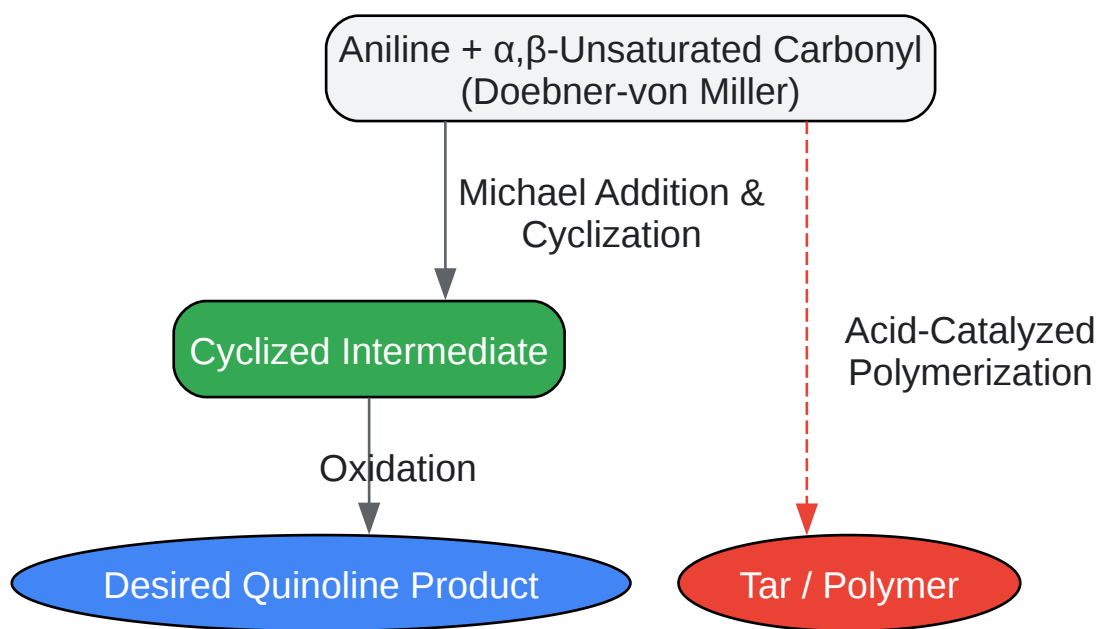 Aniline + α,β-Unsaturated Carbonyl
(Doebner-von Miller)
Michael Addition &
Cyclization
Cyclized Intermediate
Acid-Catalyzed
Polymerization
Oxidation
Desired Quinoline Product
Tar / Polymer